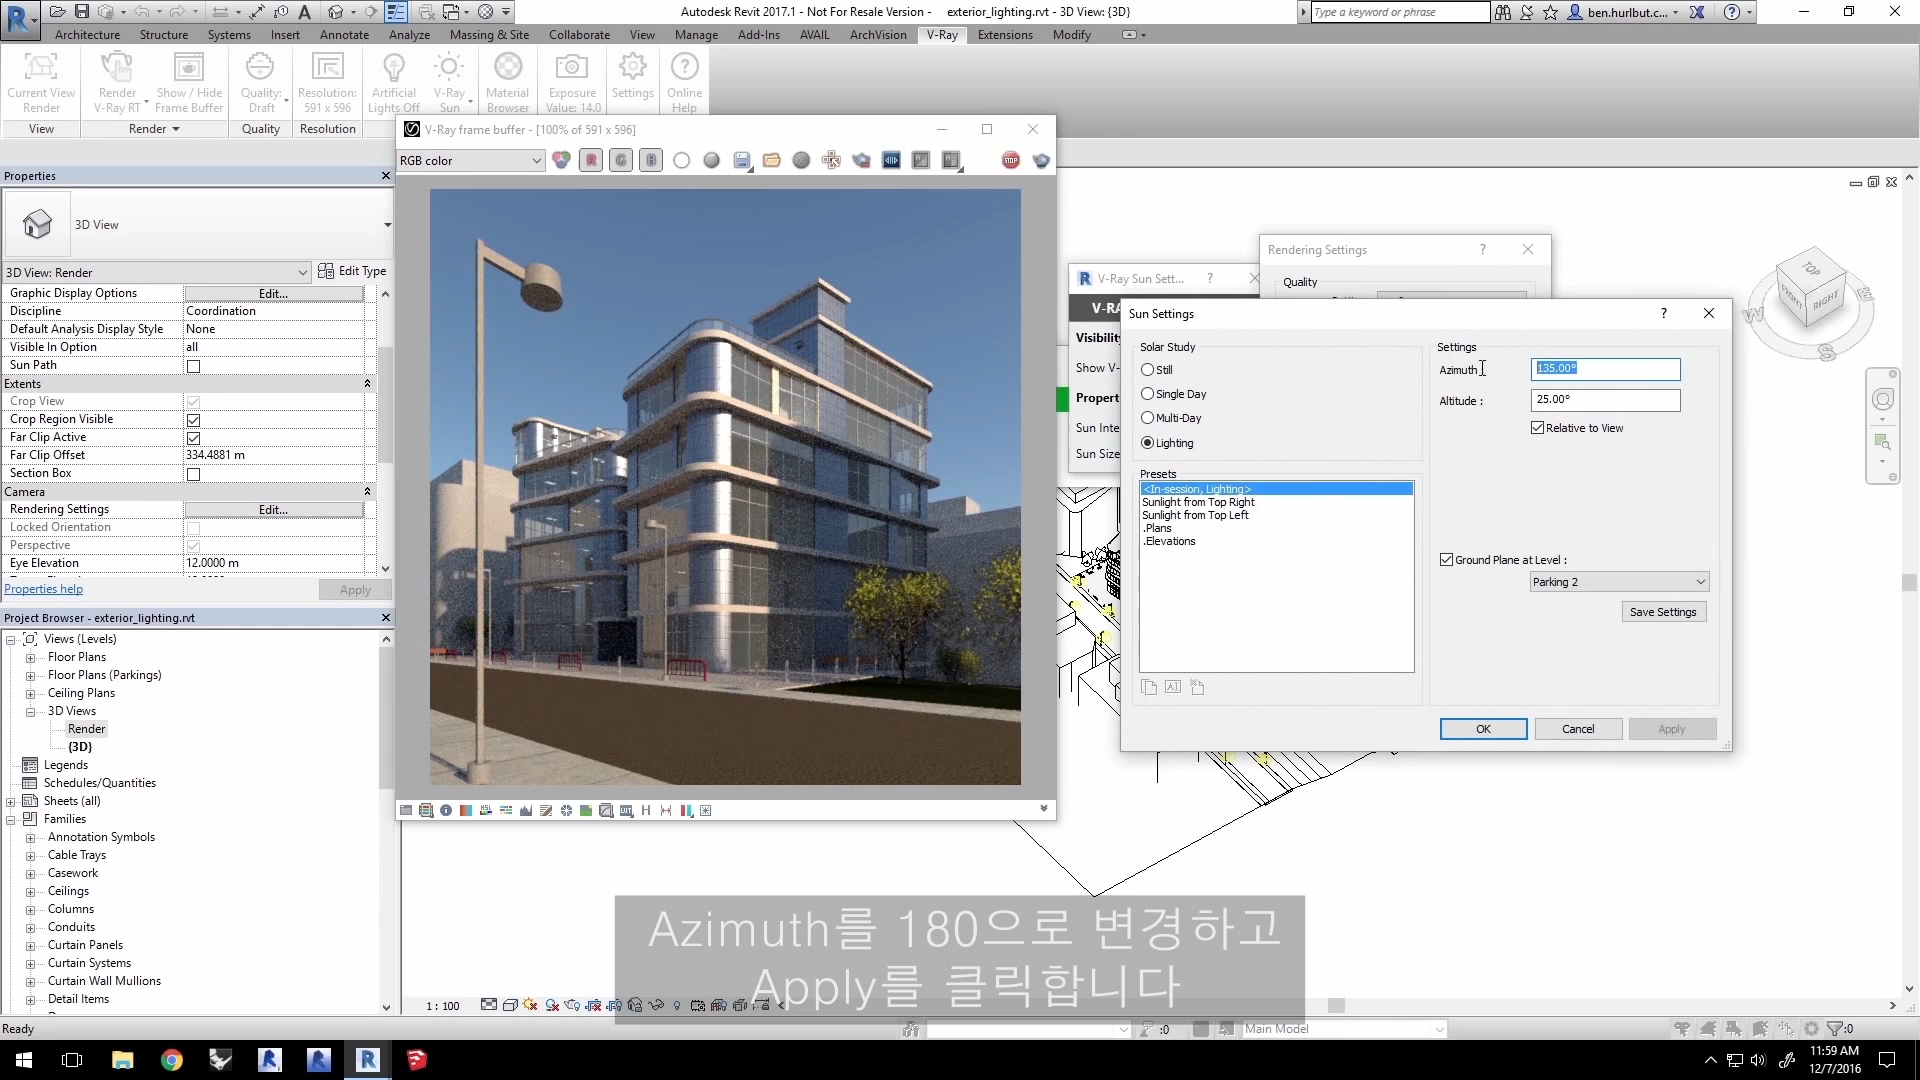 Autodesk Revit 2017.1 - Not For Resale Version - exterior_lighting.rvt - 3D View: {3D}
Type a keyword or phrase
ben.hurlbut.c...
Architecture Structure Systems Insert Annotate Analyze Massing & Site Collaborate View Manage Add-Ins AVAIL ArchVision V-Ray Extensions Modify
Current View
Render
Render
V-Ray RT
Show / Hide
Frame Buffer
Quality:
Draft
Resolution:
591 x 596
Artificial
Lights Off
V-Ray
Sun
Material
Browser
Exposure
Value: 14.0
Settings
Online
Help
View
Render
Quality
Resolution
V-Ray frame buffer - [100% of 591 x 596]
RGB color
R
G
B
STOP
Properties
3D View
3D View: Render
Edit Type
Graphic Display Options Edit...
Discipline Coordination
Default Analysis Display Style None
Visible In Option all
Sun Path
Extents
Crop View
Crop Region Visible
Far Clip Active
Far Clip Offset 334.4881 m
Section Box
Camera
Rendering Settings Edit...
Locked Orientation
Perspective
Eye Elevation 12.0000 m
Properties help
Apply
Project Browser - exterior_lighting.rvt
Views (Levels)
Floor Plans
Floor Plans (Parkings)
Ceiling Plans
3D Views
Render
{3D}
Legends
Schedules/Quantities
Sheets (all)
Families
Annotation Symbols
Cable Trays
Casework
Ceilings
Columns
Conduits
Curtain Panels
Curtain Systems
Curtain Wall Mullions
Detail Items
Rendering Settings
Quality
V-Ray Sun Sett...
V-RA
Visibility
Show V-
Propert
Sun Inte
Sun Size
Sun Settings
Solar Study
Still
Single Day
Multi-Day
Lighting
Presets
<In-session, Lighting>
Sunlight from Top Right
Sunlight from Top Left
.Plans
.Elevations
Settings
Azimuth
135.00°
Altitude :
25.00°
Relative to View
Ground Plane at Level :
Parking 2
Save Settings
OK
Cancel
Apply
TOP
FRONT
RIGHT
W
S
E
Azimuth를 180으로 변경하고
Apply를 클릭합니다
1 : 100
Ready
:0
Main Model
:0
11:59 AM
12/7/2016